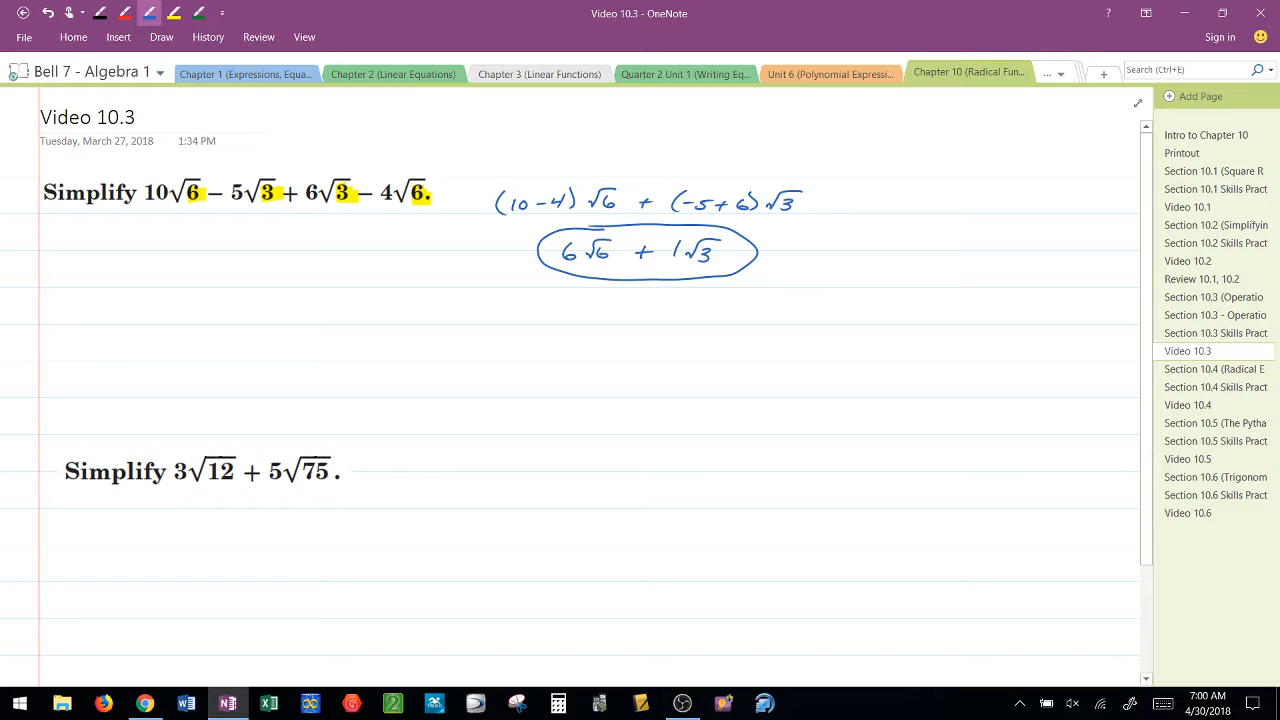 Video 10.3 - OneNote
? 
File Home Insert Draw History Review View Sign in
Bell 7 - Algebra 1
Chapter 1 (Expressions, Equa... Chapter 2 (Linear Equations) Chapter 3 (Linear Functions) Quarter 2 Unit 1 (Writing Eq... Unit 6 (Polynomial Expressi... Chapter 10 (Radical Fun... ... + Search (Ctrl+E)
Add Page
Video 10.3
Tuesday, March 27, 2018 1:34 PM
Simplify 10√6 − 5√3 + 6√3 − 4√6.
(10-4) √6 + (-5+6) √3
6√6 + 1√3
Simplify 3√12 + 5√75.
Intro to Chapter 10
Printout
Section 10.1 (Square R
Section 10.1 Skills Pract
Video 10.1
Section 10.2 (Simplifyin
Section 10.2 Skills Pract
Video 10.2
Review 10.1, 10.2
Section 10.3 (Operatio
Section 10.3 - Operatio
Section 10.3 Skills Pract
Video 10.3
Section 10.4 (Radical E
Section 10.4 Skills Pract
Video 10.4
Section 10.5 (The Pytha
Section 10.5 Skills Pract
Video 10.5
Section 10.6 (Trigonom
Section 10.6 Skills Pract
Video 10.6
7:00 AM
4/30/2018